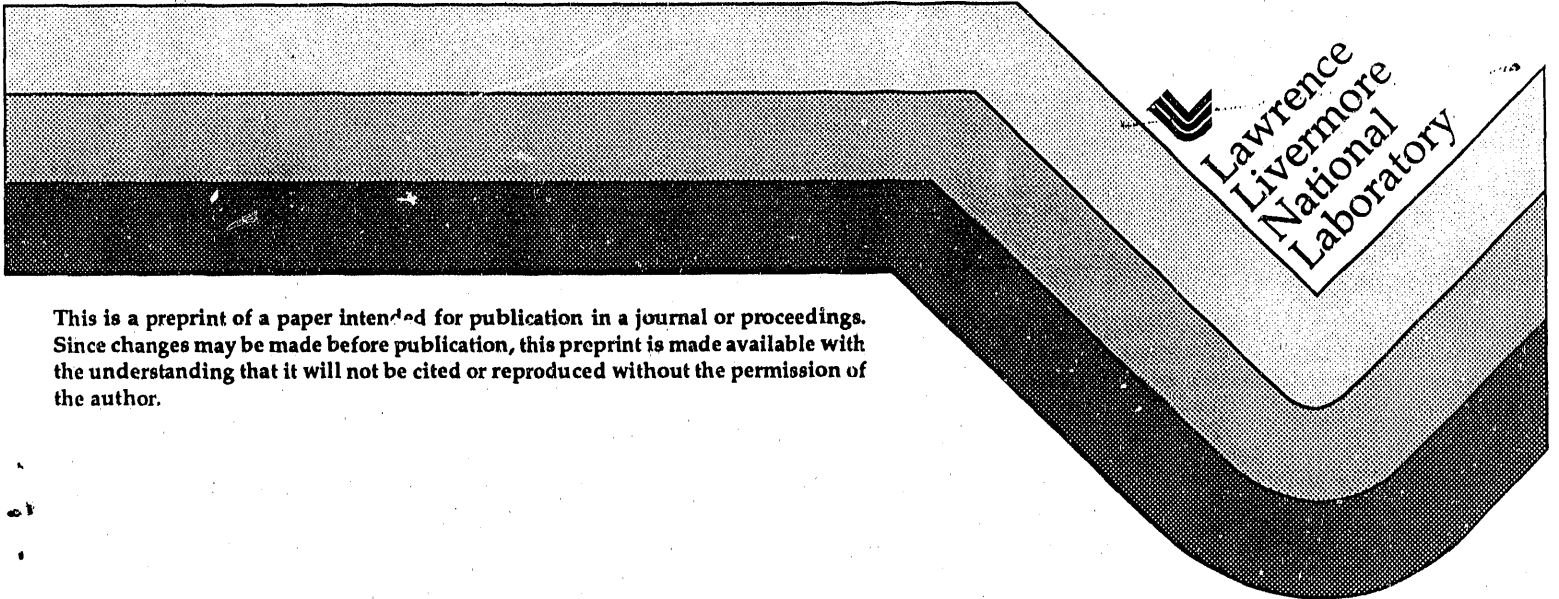 Lawrence
Livermore
National
Laboratory
This is a preprint of a paper intended for publication in a journal or proceedings.
Since changes may be made before publication, this preprint is made available with
the understanding that it will not be cited or reproduced without the permission of
the author.